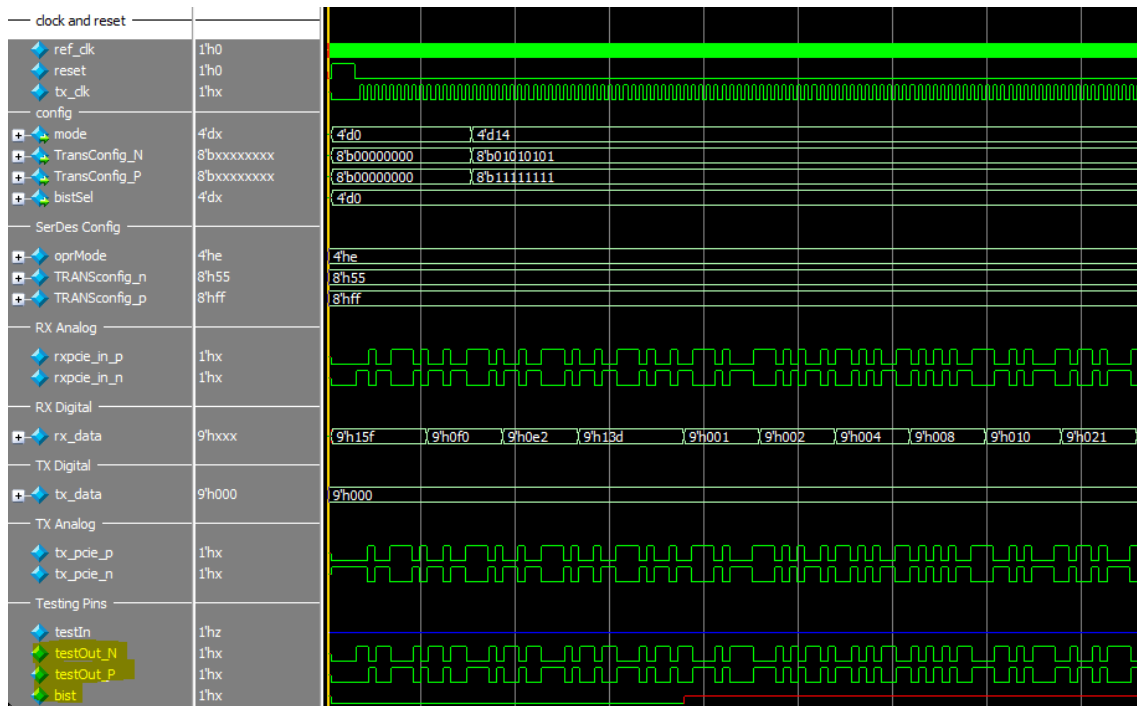 clock and reset
ref_clk 1'h0
reset 1'h0
tx_clk 1'hx
config
mode 4'dx 4'd0 4'd14
TransConfig_N 8'bxxxxxxxx 8'b00000000 8'b01010101
TransConfig_P 8'bxxxxxxxx 8'b00000000 8'b11111111
bistSel 4'dx 4'd0
SerDes Config
oprMode 4'he 4'he
TRANSconfig_n 8'h55 8'h55
TRANSconfig_p 8'hff 8'hff
RX Analog
rxpcie_in_p 1'hx
rxpcie_in_n 1'hx
RX Digital
rx_data 9'hxxx 9'h15f 9'h0f0 9'h0e2 9'h13d 9'h001 9'h002 9'h004 9'h008 9'h010 9'h021
TX Digital
tx_data 9'h000 9'h000
TX Analog
tx_pcie_p 1'hx
tx_pcie_n 1'hx
Testing Pins
testIn 1'hz
testOut_N 1'hx
testOut_P 1'hx
bist 1'hx